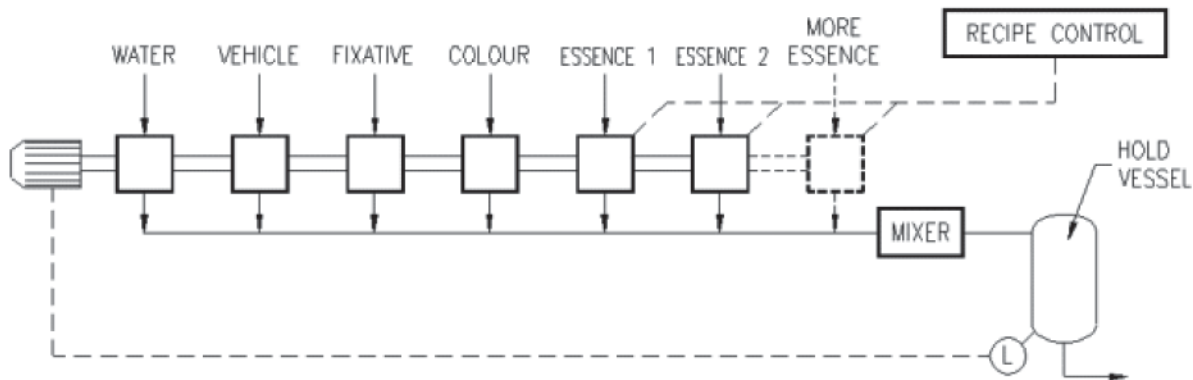 MORE
RECIPE CONTROL
WATER VEHICLE FIXATIVE COLOUR ESSENCE 1 ESSENCE 2 ESSENCE
HOLD
VESSEL
MIXER
L